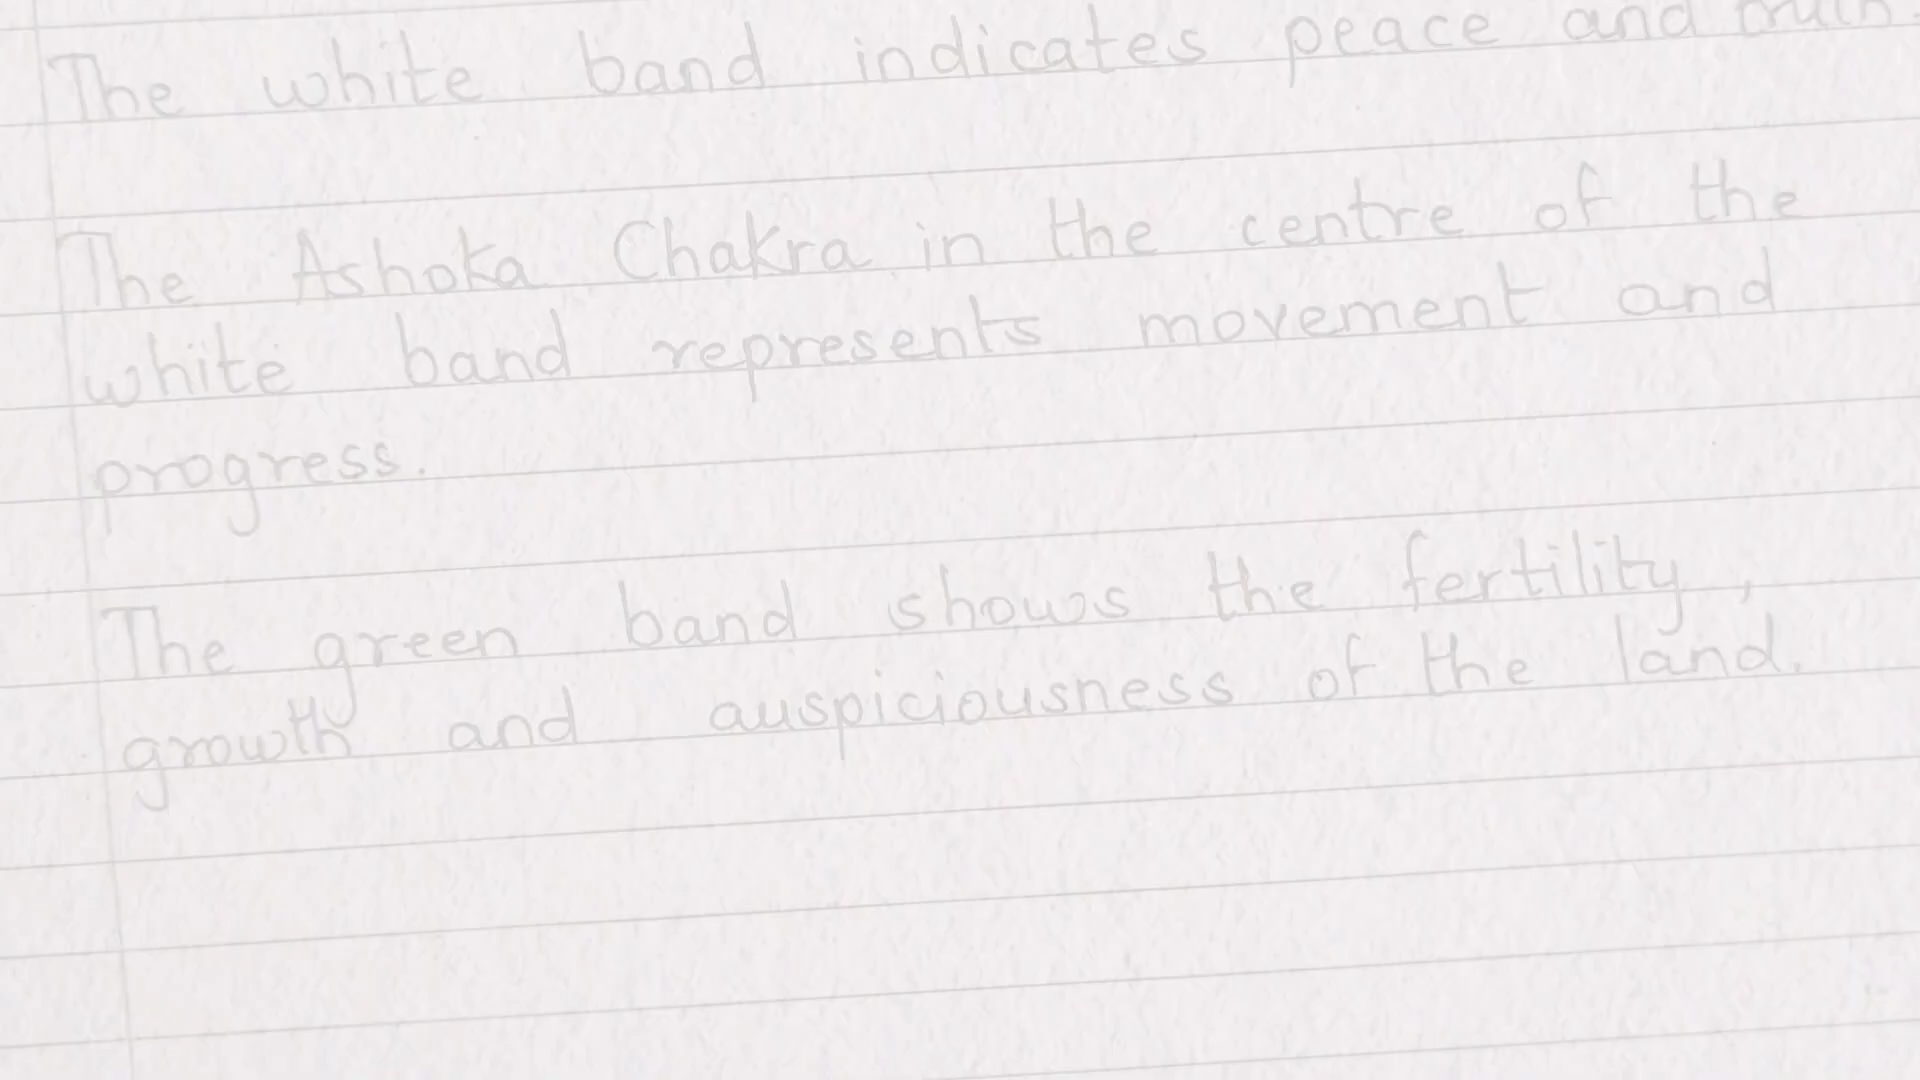 The white band indicates peace and truth.
The Ashoka Chakra in the centre of the
white band represents movement and
progress.
The green band shows the fertility,
growth and auspiciousness of the land.